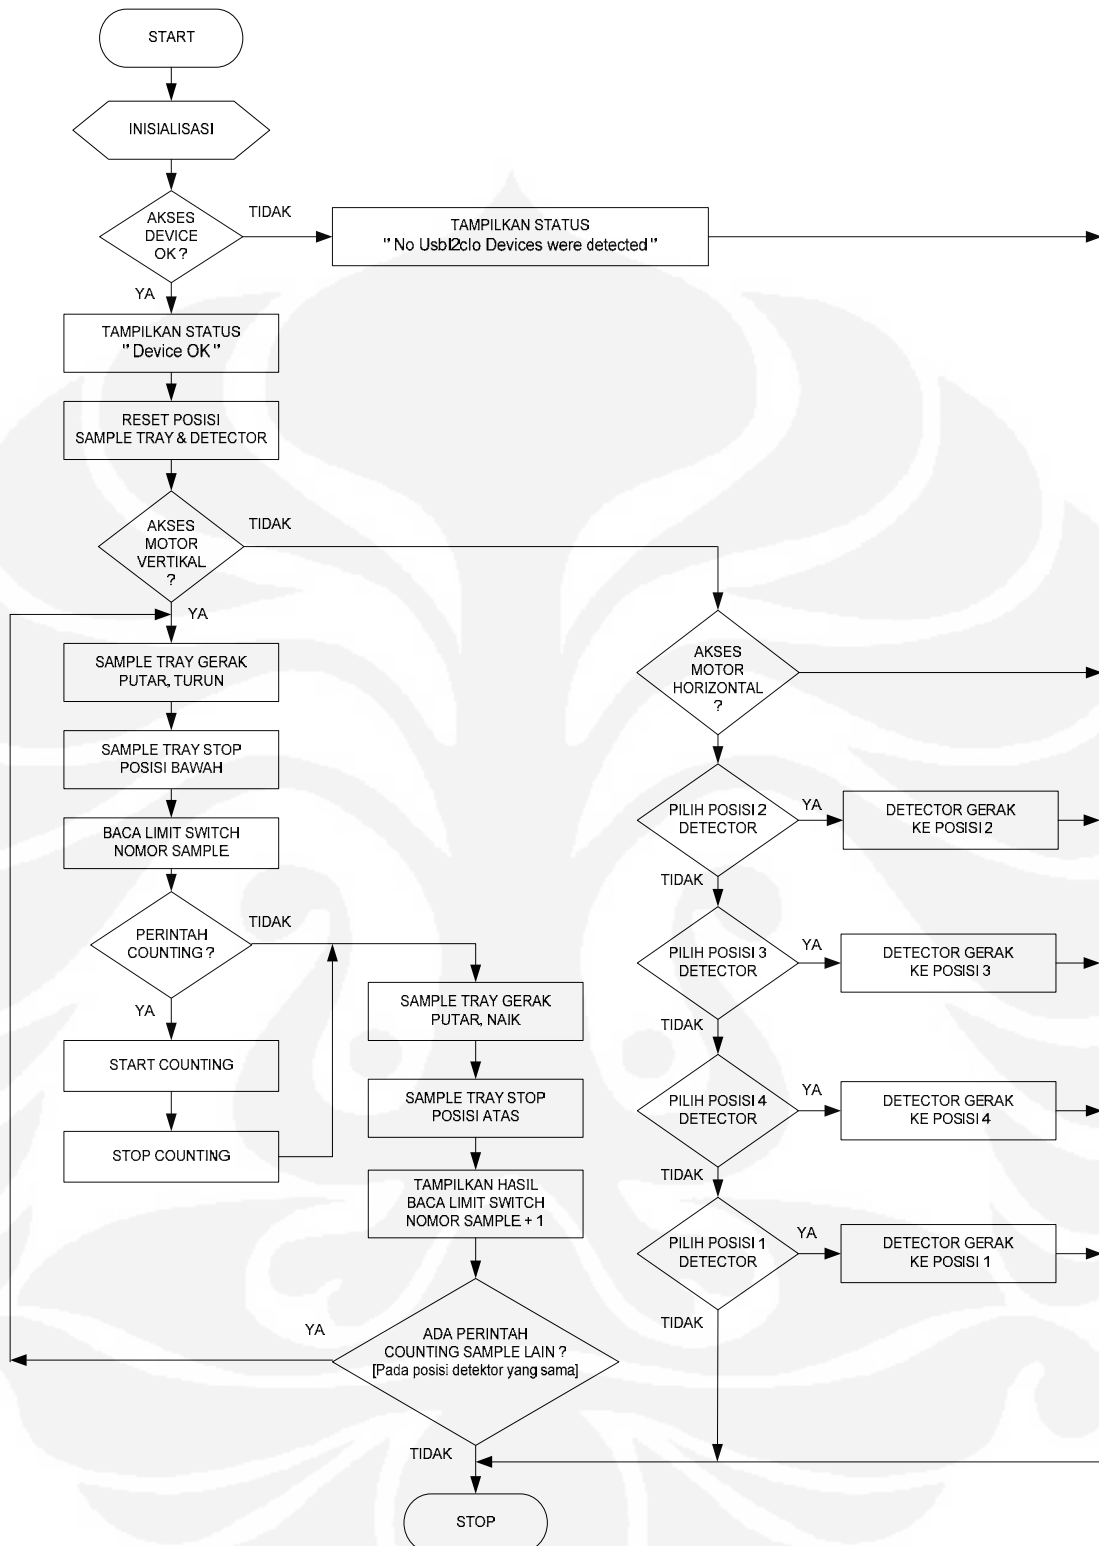 START
INISIALISASI
AKSES
DEVICE
OK ?
TIDAK
TAMPILKAN STATUS
" No UsbI2cIo Devices were detected "
YA
TAMPILKAN STATUS
" Device OK "
RESET POSISI
SAMPLE TRAY & DETECTOR
AKSES
MOTOR
VERTIKAL
?
TIDAK
YA
SAMPLE TRAY GERAK
PUTAR, TURUN
SAMPLE TRAY STOP
POSISI BAWAH
BACA LIMIT SWITCH
NOMOR SAMPLE
PERINTAH
COUNTING ?
TIDAK
YA
START COUNTING
STOP COUNTING
SAMPLE TRAY GERAK
PUTAR, NAIK
SAMPLE TRAY STOP
POSISI ATAS
TAMPILKAN HASIL
BACA LIMIT SWITCH
NOMOR SAMPLE + 1
ADA PERINTAH
COUNTING SAMPLE LAIN ?
[Pada posisi detektor yang sama]
YA
TIDAK
STOP
AKSES
MOTOR
HORIZONTAL
?
PILIH POSISI 2
DETECTOR
YA
DETECTOR GERAK
KE POSISI 2
TIDAK
PILIH POSISI 3
DETECTOR
YA
DETECTOR GERAK
KE POSISI 3
TIDAK
PILIH POSISI 4
DETECTOR
YA
DETECTOR GERAK
KE POSISI 4
TIDAK
PILIH POSISI 1
DETECTOR
YA
DETECTOR GERAK
KE POSISI 1
TIDAK